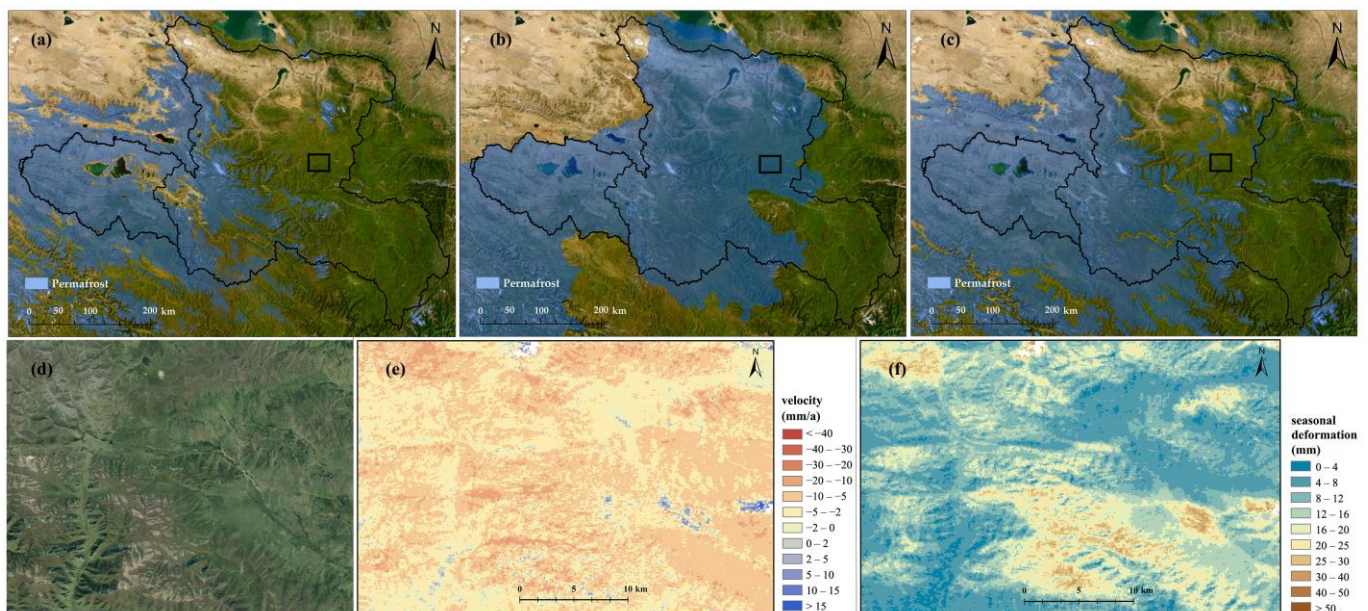 (a)
N
Permafrost
0 50 100 200 km
(b)
N
Permafrost
0 50 100 200 km
(c)
N
Permafrost
0 50 100 200 km
(d)
(e)
N
0 5 10 km
velocity
(mm/a)
< −40
−40 – −30
−30 – −20
−20 – −10
−10 – −5
−5 – −2
−2 – 0
0 – 2
2 – 5
5 – 10
10 – 15
> 15
(f)
N
0 5 10 km
seasonal
deformation
(mm)
0 – 4
4 – 8
8 – 12
12 – 16
16 – 20
20 – 25
25 – 30
30 – 40
40 – 50
> 50